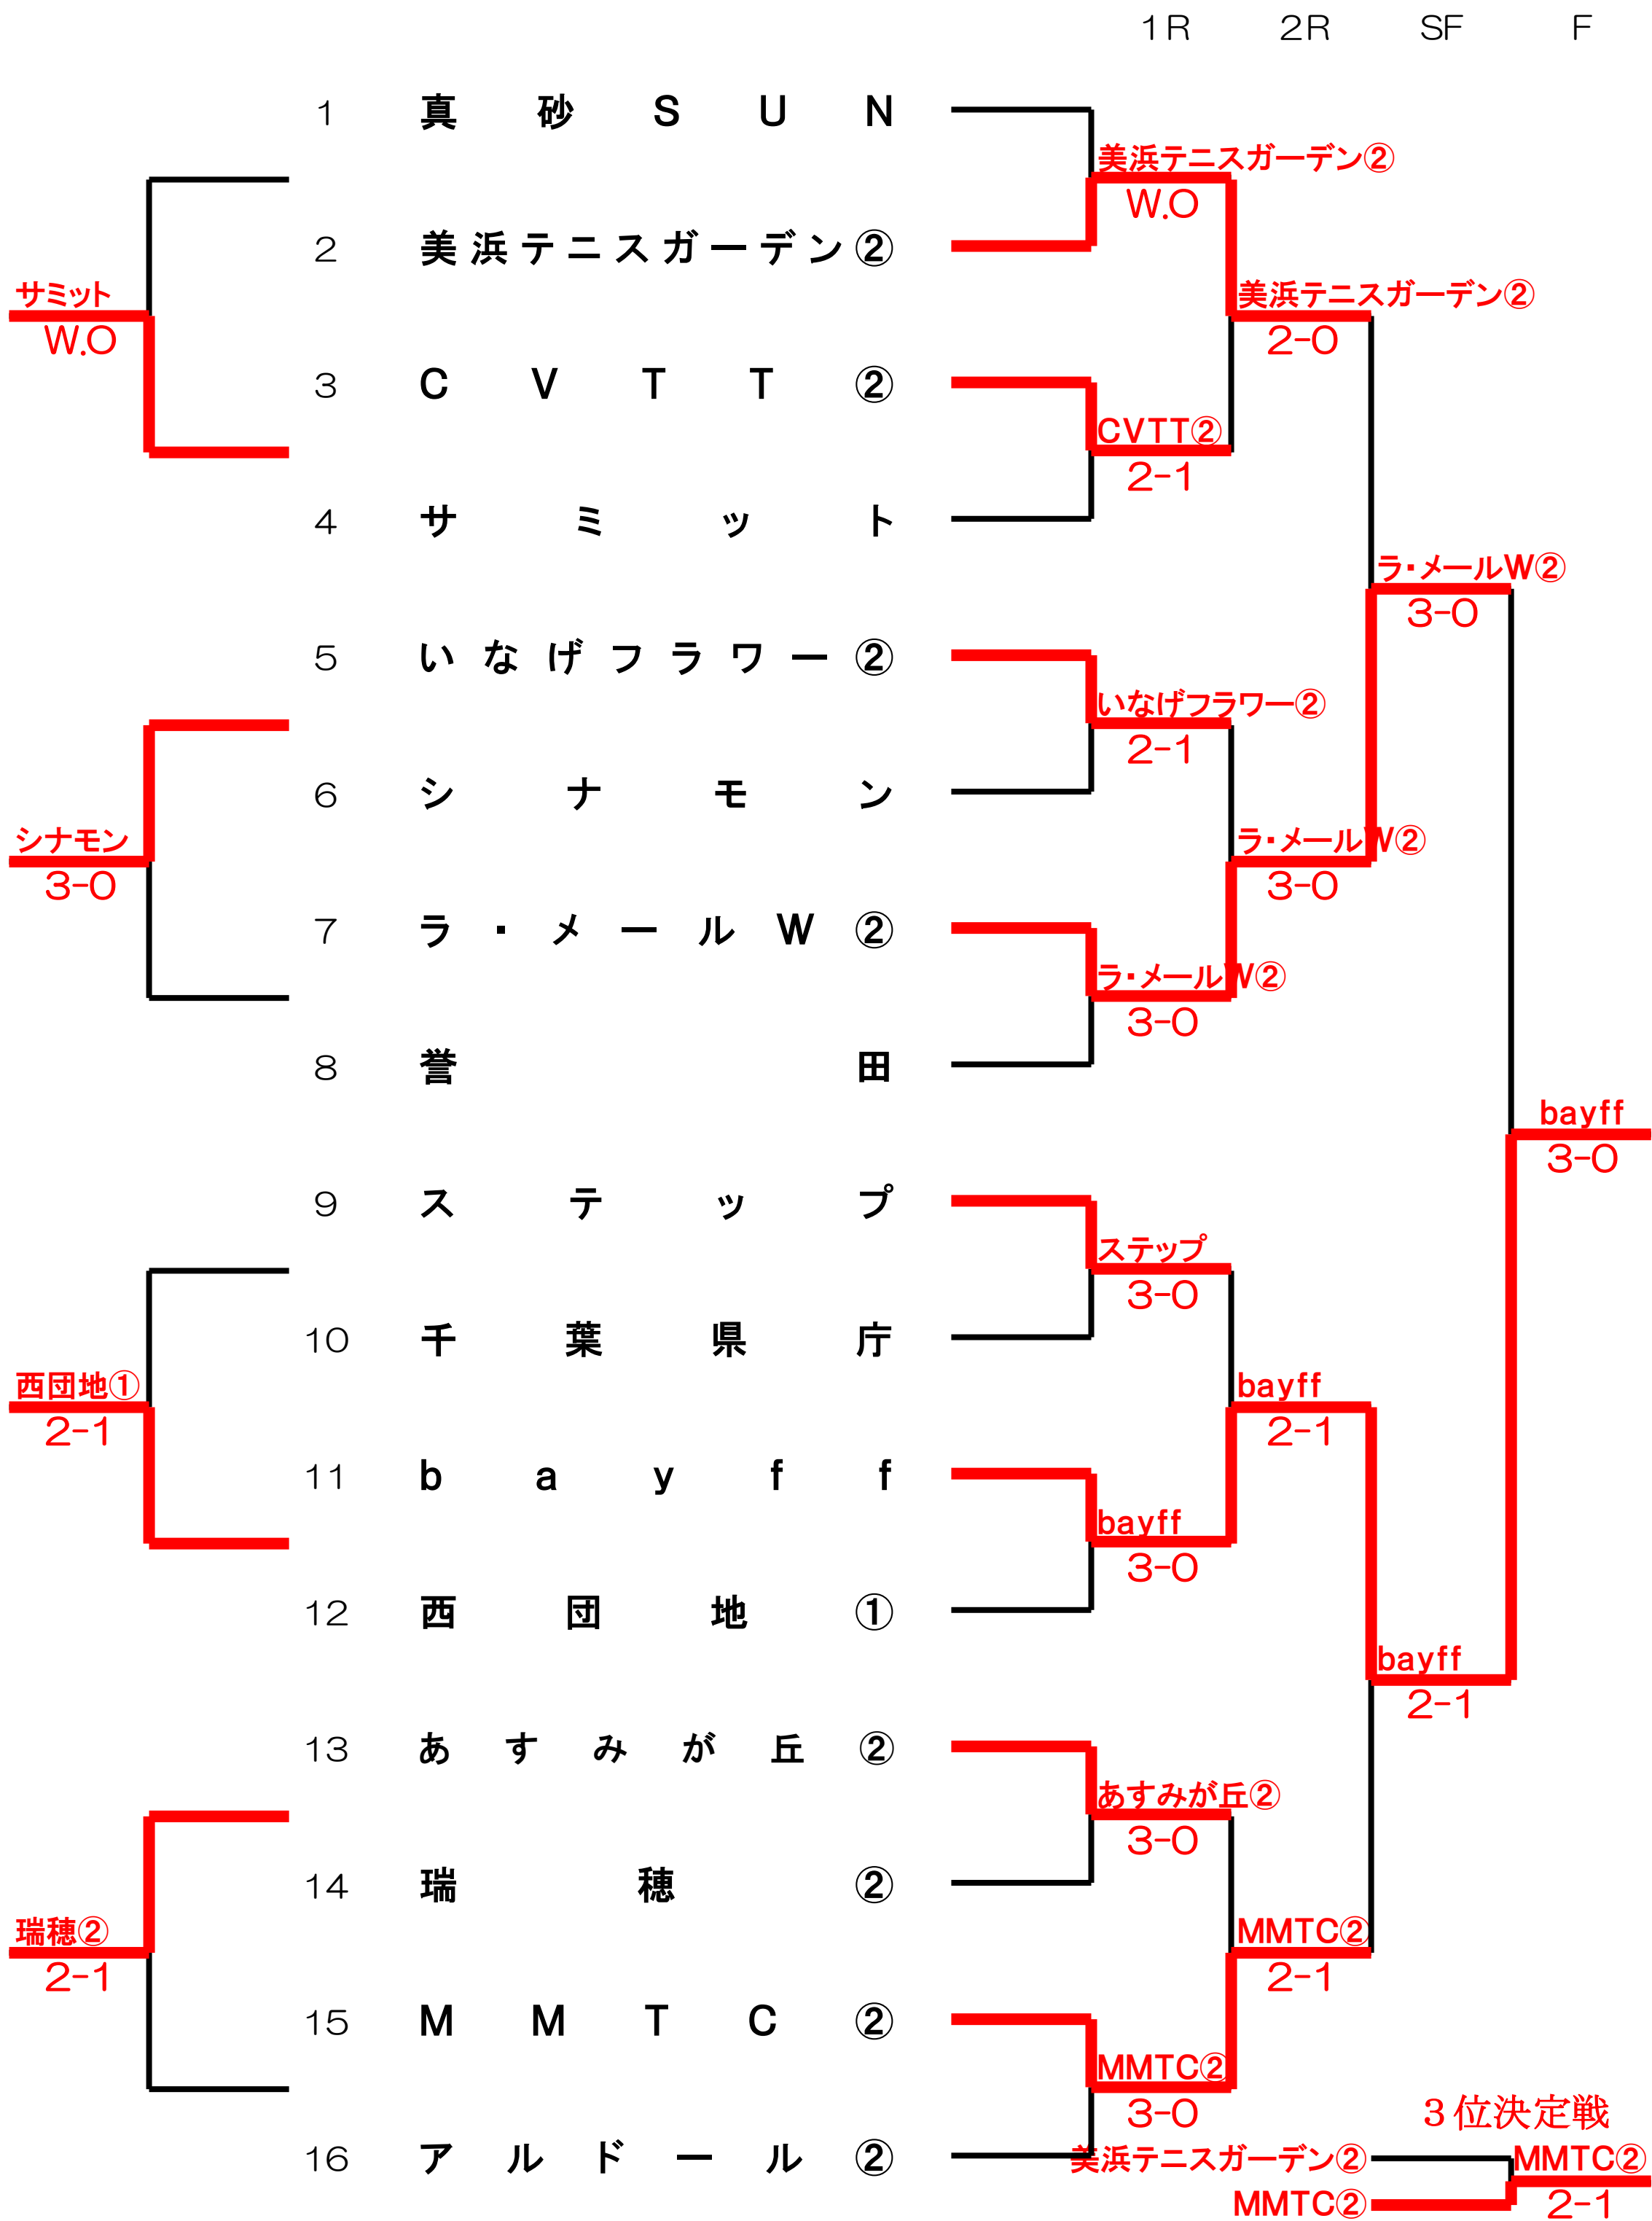 1R 2R SF F
1 真砂SUN
美浜テニスガーデン②
W.O
2 美浜テニスガーデン②
サミット
美浜テニスガーデン②
W.O
2-0
3 CVTT②
CVTT②
2-1
4 サミット
ラ・メールW②
3-0
5 いなげフラワー②
いなげフラワー②
2-1
6 シナモン
シナモン
ラ・メールW②
3-0
3-0
7 ラ・メールW②
ラ・メールW②
3-0
8 誉田
bayff
3-0
9 ステップ
ステップ
3-0
10 千葉県庁
西団地①
bayff
2-1
2-1
11 bayff
bayff
3-0
12 西団地①
bayff
2-1
13 あすみが丘②
あすみが丘②
3-0
14 瑞穂②
瑞穂②
MMTC②
2-1
2-1
15 MMTC②
MMTC②
3-0
3位決定戦
16 アルドール②
美浜テニスガーデン②
MMTC②
MMTC②
2-1